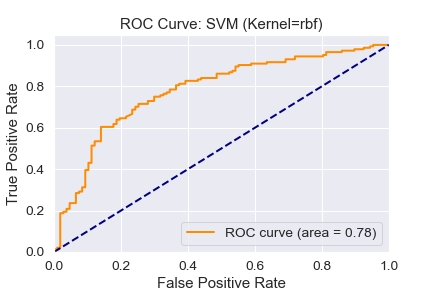 ROC Curve: SVM (Kernel=rbf)
True Positive Rate
1.0
0.8
0.6
0.4
0.2
0.0
ROC curve (area = 0.78)
0.0 0.2 0.4 0.6 0.8 1.0
False Positive Rate